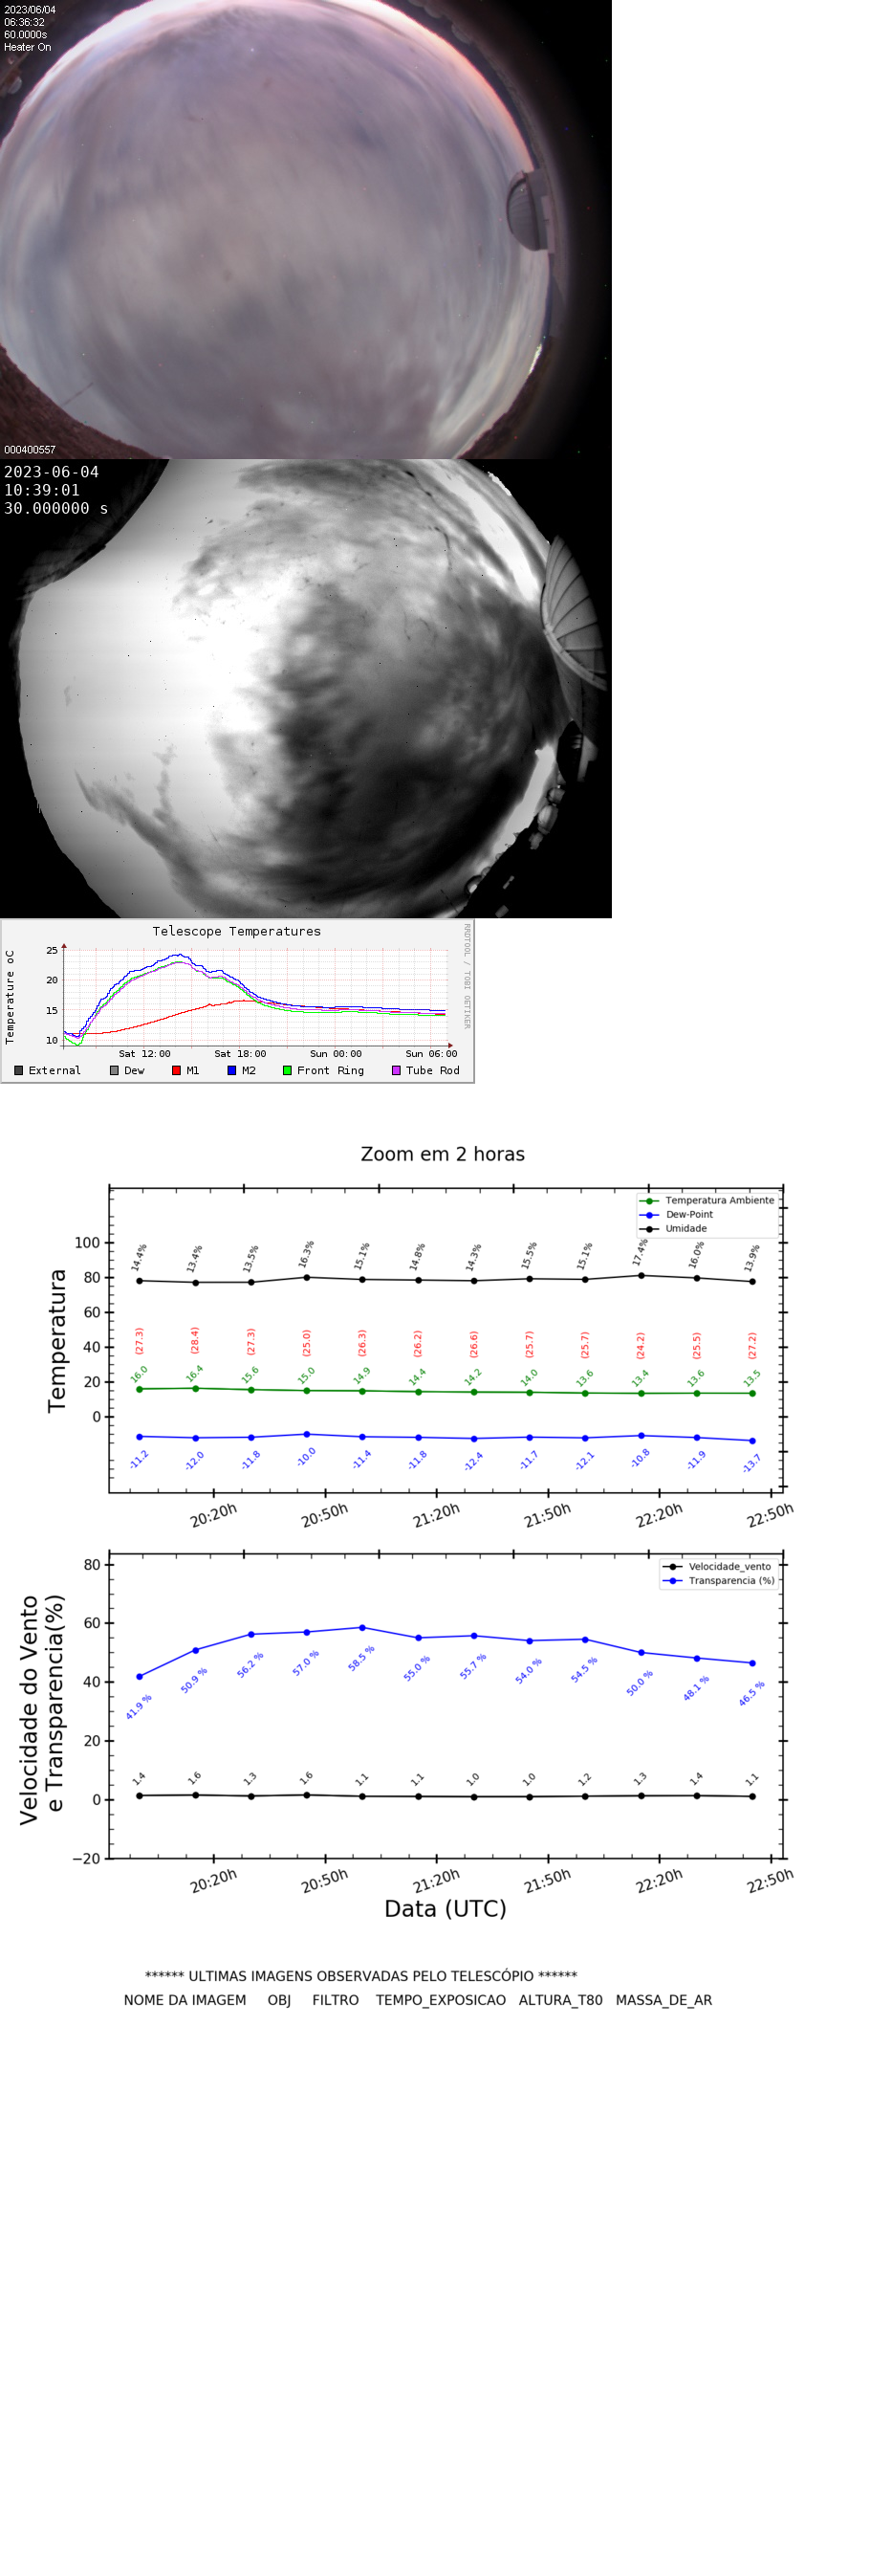 2023/06/04
06:36:32
60.0000s
Heater On
000400557
2023-06-04
10:39:01
30.000000 s
Telescope Temperatures
RRDTOOL / TOBI OETIKER
Temperature oC
25
20
15
10
Sat 12:00 Sat 18:00 Sun 00:00 Sun 06:00
External Dew M1 M2 Front Ring Tube Rod
Zoom em 2 horas
Temperatura Ambiente
Dew-Point
Umidade
Temperatura
100
80
60
40
20
0
14.4% 13.4% 13.5% 16.3% 15.1% 14.8% 14.3% 15.5% 15.1% 17.4% 16.0% 13.9%
(27.3) (28.4) (27.3) (25.0) (26.3) (26.2) (26.6) (25.7) (25.7) (24.2) (25.5) (27.2)
16.0 16.4 15.6 15.0 14.9 14.4 14.2 14.0 13.6 13.4 13.6 13.5
-11.2 -12.0 -11.8 -10.0 -11.4 -11.8 -12.4 -11.7 -12.1 -10.8 -11.9 -13.7
20:20h 20:50h 21:20h 21:50h 22:20h 22:50h
Velocidade_vento
Transparencia (%)
Velocidade do Vento
e Transparencia(%)
80
60
40
20
0
−20
41.9 % 50.9 % 56.2 % 57.0 % 58.5 % 55.0 % 55.7 % 54.0 % 54.5 % 50.0 % 48.1 % 46.5 %
1.4 1.6 1.3 1.6 1.1 1.1 1.0 1.0 1.2 1.3 1.4 1.1
20:20h 20:50h 21:20h 21:50h 22:20h 22:50h
Data (UTC)
****** ULTIMAS IMAGENS OBSERVADAS PELO TELESCÓPIO ******
NOME DA IMAGEM OBJ FILTRO TEMPO_EXPOSICAO ALTURA_T80 MASSA_DE_AR